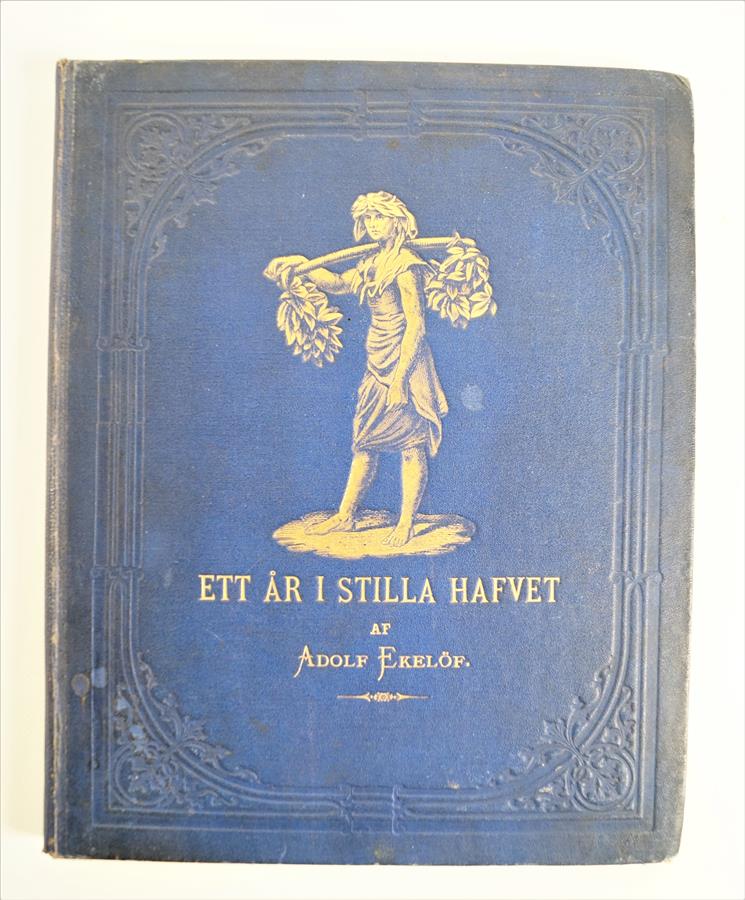 ETT ÅR I STILLA HAFVET
AF
ADOLF EKELÖF.